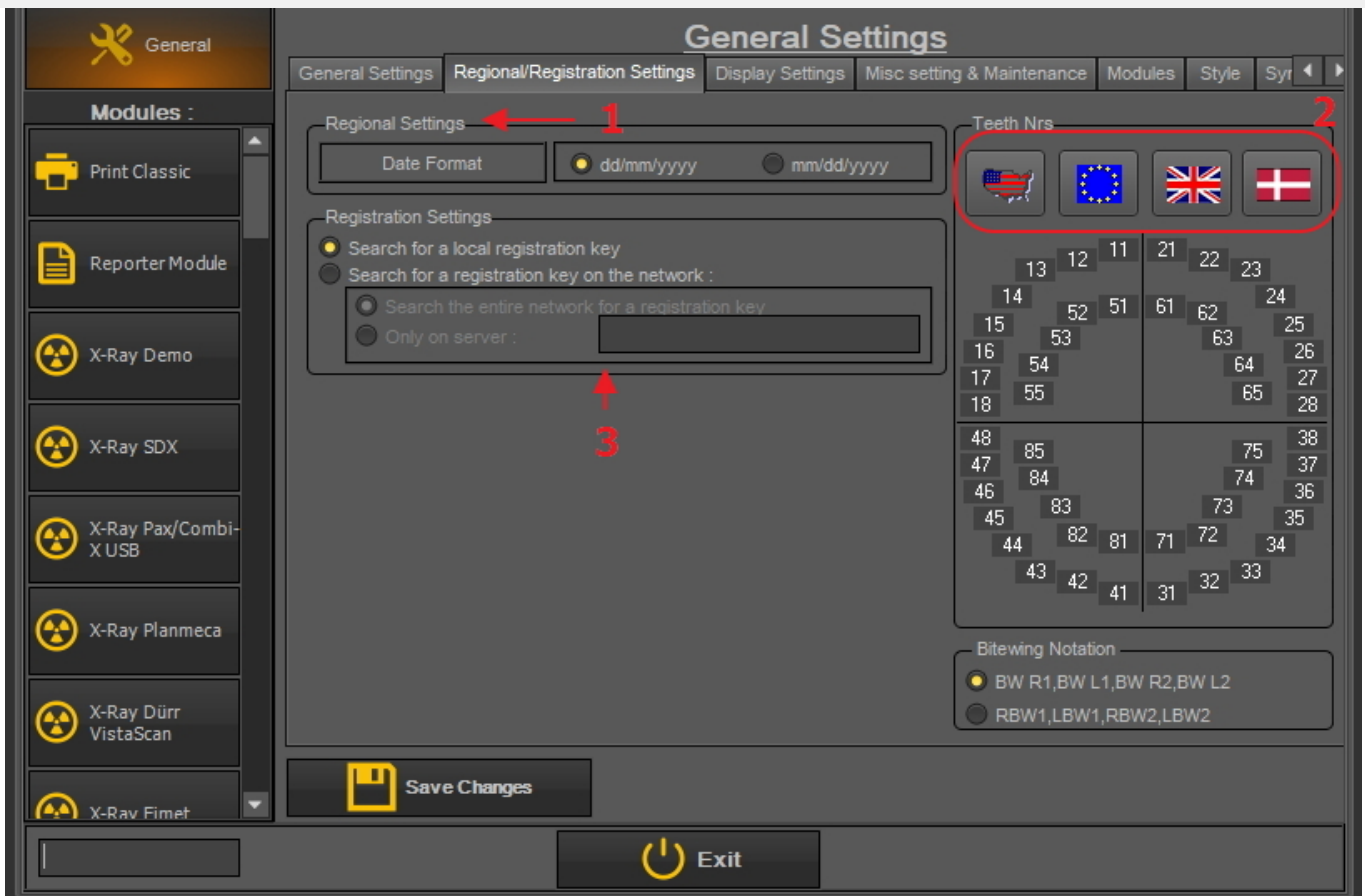 General
General Settings
General Settings Regional/Registration Settings Display Settings Misc setting & Maintenance Modules Style
Modules :
Print Classic
Reporter Module
X-Ray Demo
X-Ray SDX
X-Ray Pax/Combi-
X USB
X-Ray Planmeca
X-Ray Dürr
VistaScan
X-Ray Fimet
Regional Settings
1
Date Format dd/mm/yyyy mm/dd/yyyy
Registration Settings
Search for a local registration key
Search for a registration key on the network :
Search the entire network for a registration key
Only on server :
3
Teeth Nrs
2
13 12 11 21 22 23
14 52 51 61 62 24
15 53 63 25
16 54 64 26
17 55 65 27
18 28
48 85 75 38
47 84 74 37
46 83 73 36
45 82 81 71 72 35
44 34
43 42 41 31 32 33
Bitewing Notation
BW R1,BW L1,BW R2,BW L2
RBW1,LBW1,RBW2,LBW2
Save Changes
Exit